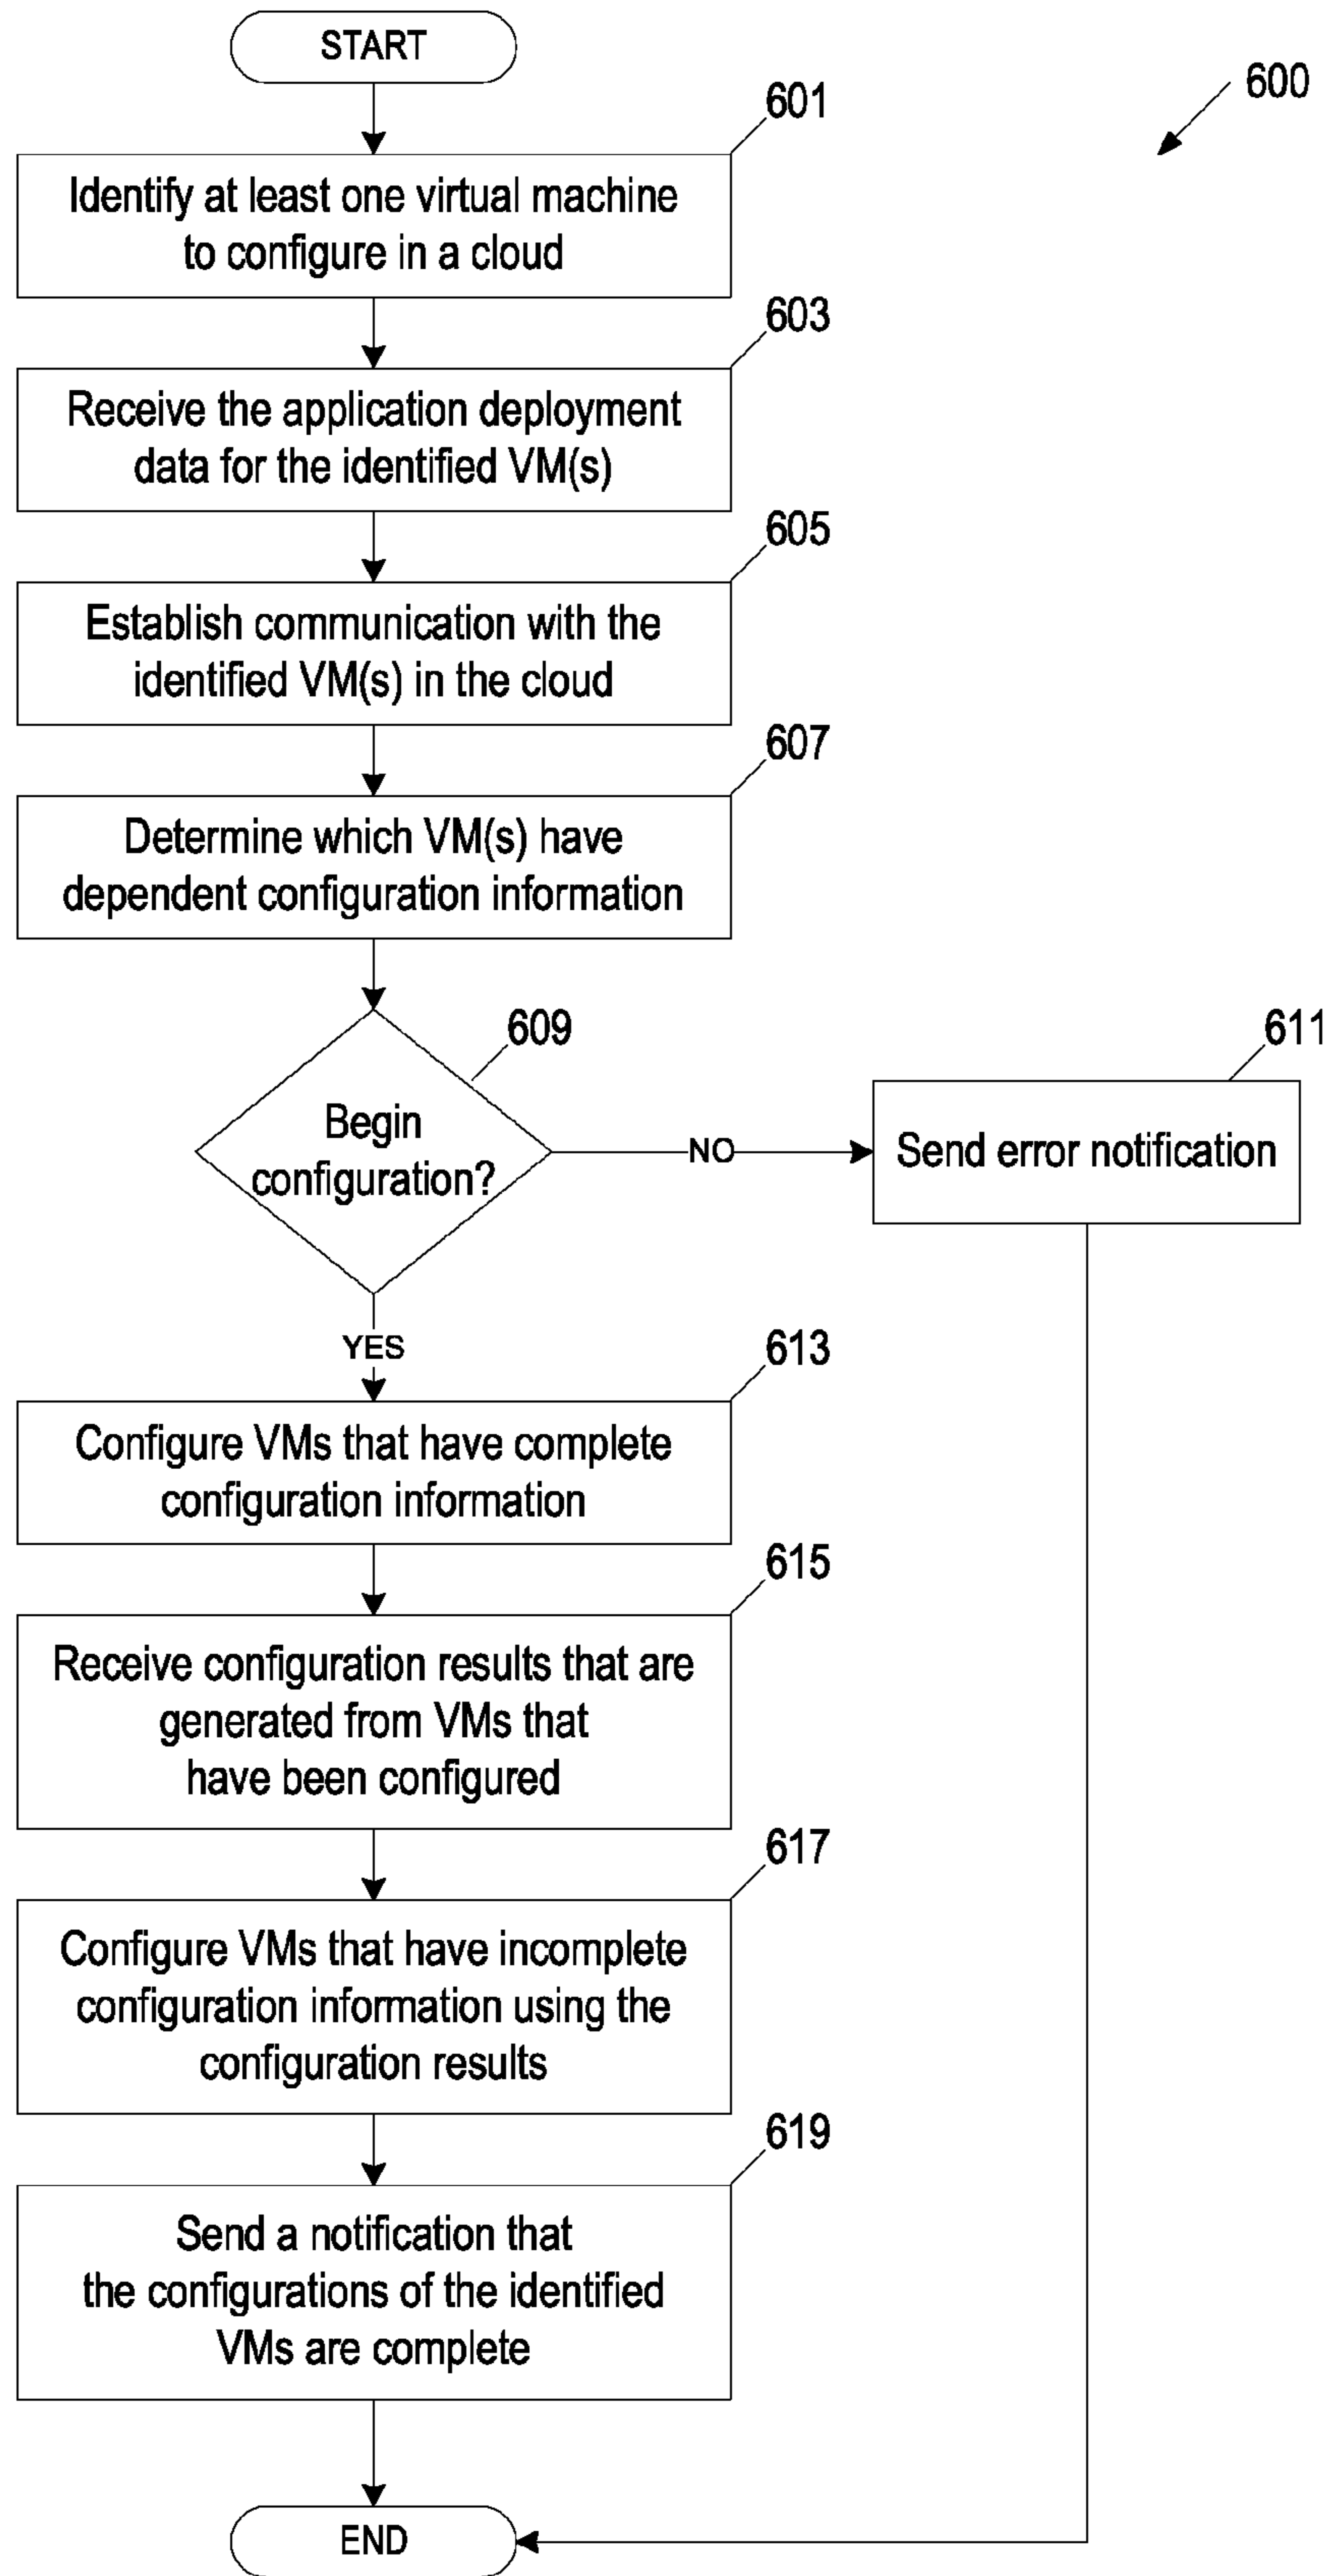 START
600
601
Identify at least one virtual machine
to configure in a cloud
603
Receive the application deployment
data for the identified VM(s)
605
Establish communication with the
identified VM(s) in the cloud
607
Determine which VM(s) have
dependent configuration information
609
Begin
configuration?
NO
611
Send error notification
YES
613
Configure VMs that have complete
configuration information
615
Receive configuration results that are
generated from VMs that
have been configured
617
Configure VMs that have incomplete
configuration information using the
configuration results
619
Send a notification that
the configurations of the identified
VMs are complete
END